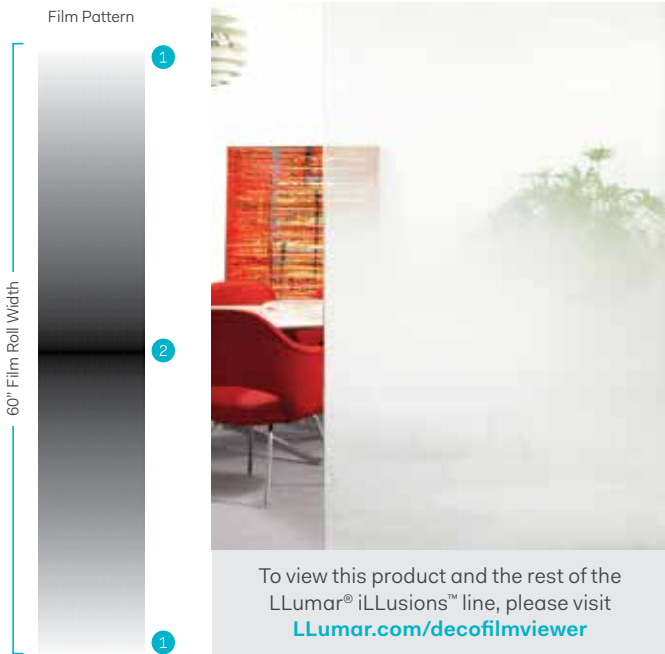 Film Pattern
1
60" Film Roll Width
2
1
To view this product and the rest of the
LLumar® iLLusions™ line, please visit
LLumar.com/decofilmviewer